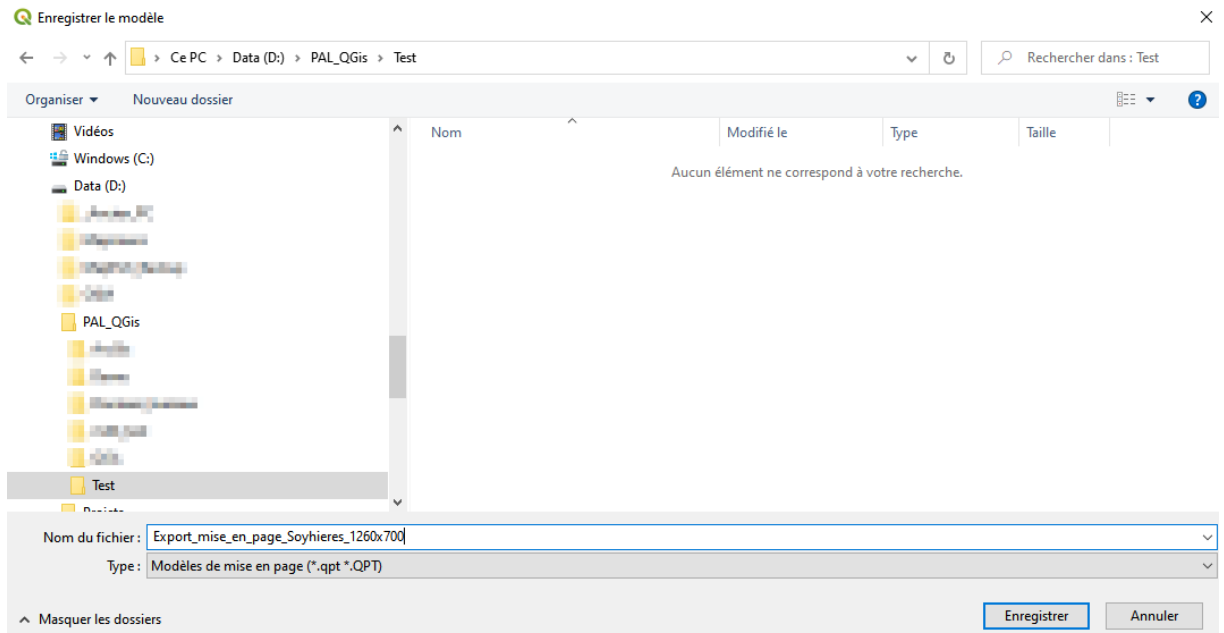 Enregistrer le modèle
Ce PC > Data (D:) > PAL_QGis > Test
Rechercher dans : Test
Organiser
Nouveau dossier
Nom
Modifié le
Type
Taille
Aucun élément ne correspond à votre recherche.
Vidéos
Windows (C:)
Data (D:)
PAL_QGis
Test
Projets
Nom du fichier : Export_mise_en_page_Soyhieres_1260x700
Type : Modèles de mise en page (*.qpt *.QPT)
Masquer les dossiers
Enregistrer
Annuler